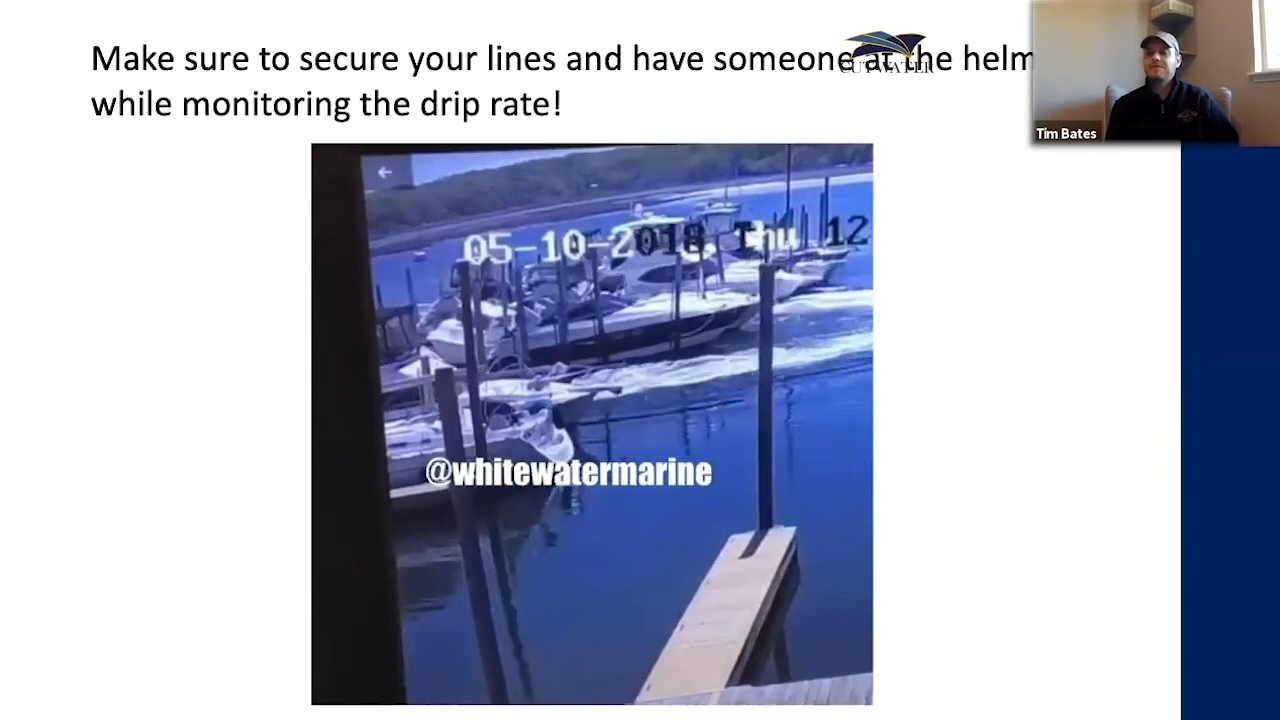 Make sure to secure your lines and have someone at the helm
while monitoring the drip rate!
CUTWATER
Tim Bates
05-10-2018 Thu 12
@whitewatermarine